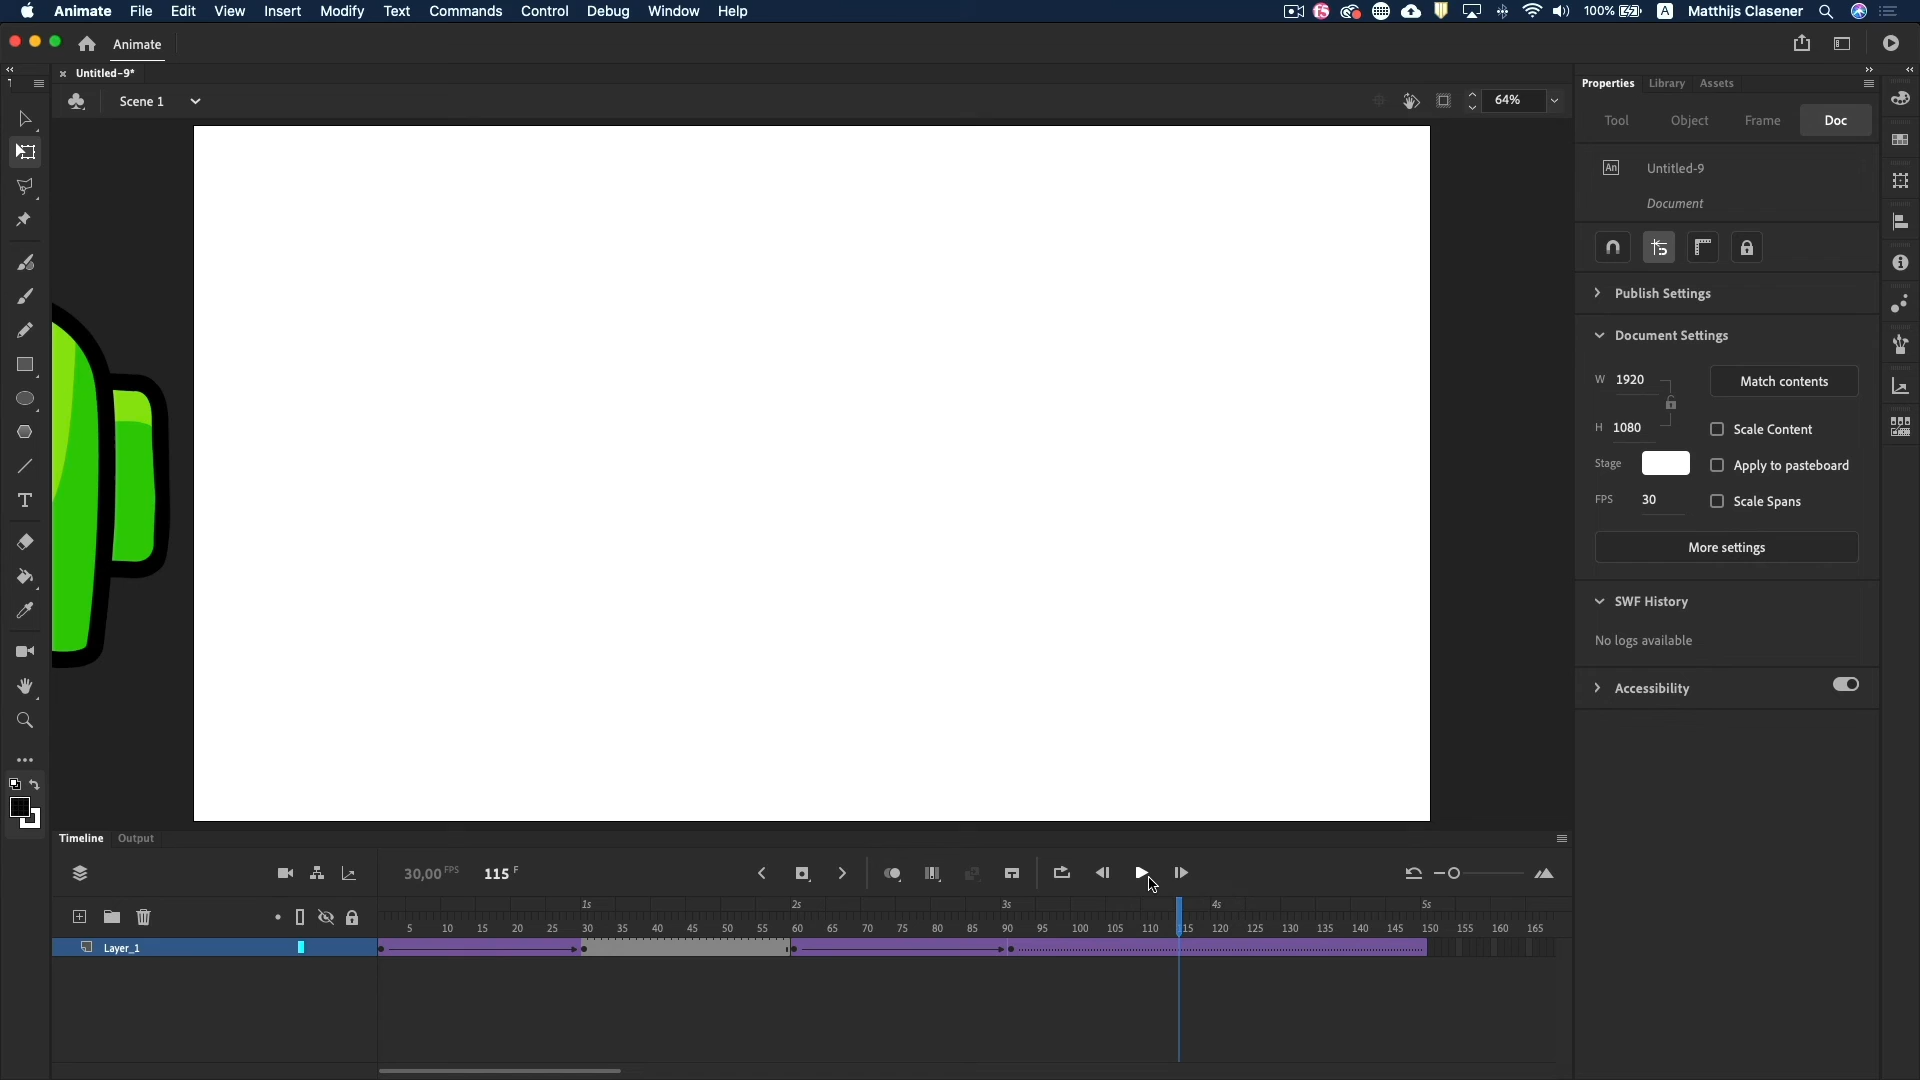 Animate File Edit View Insert Modify Text Commands Control Debug Window Help 100% A Matthijs Clasener
Animate
Untitled-9*
Scene 1 64%
Properties Library Assets
Tool Object Frame Doc
An Untitled-9
Document
Publish Settings
Document Settings
W 1920 Match contents
H 1080 Scale Content
Stage Apply to pasteboard
FPS 30 Scale Spans
More settings
SWF History
No logs available
Accessibility
Timeline Output
30,00 FPS 115 F
1s 2s 3s 4s 5s
5 10 15 20 25 30 35 40 45 50 55 60 65 70 75 80 85 90 95 100 105 110 115 120 125 130 135 140 145 150 155 160 165
Layer_1